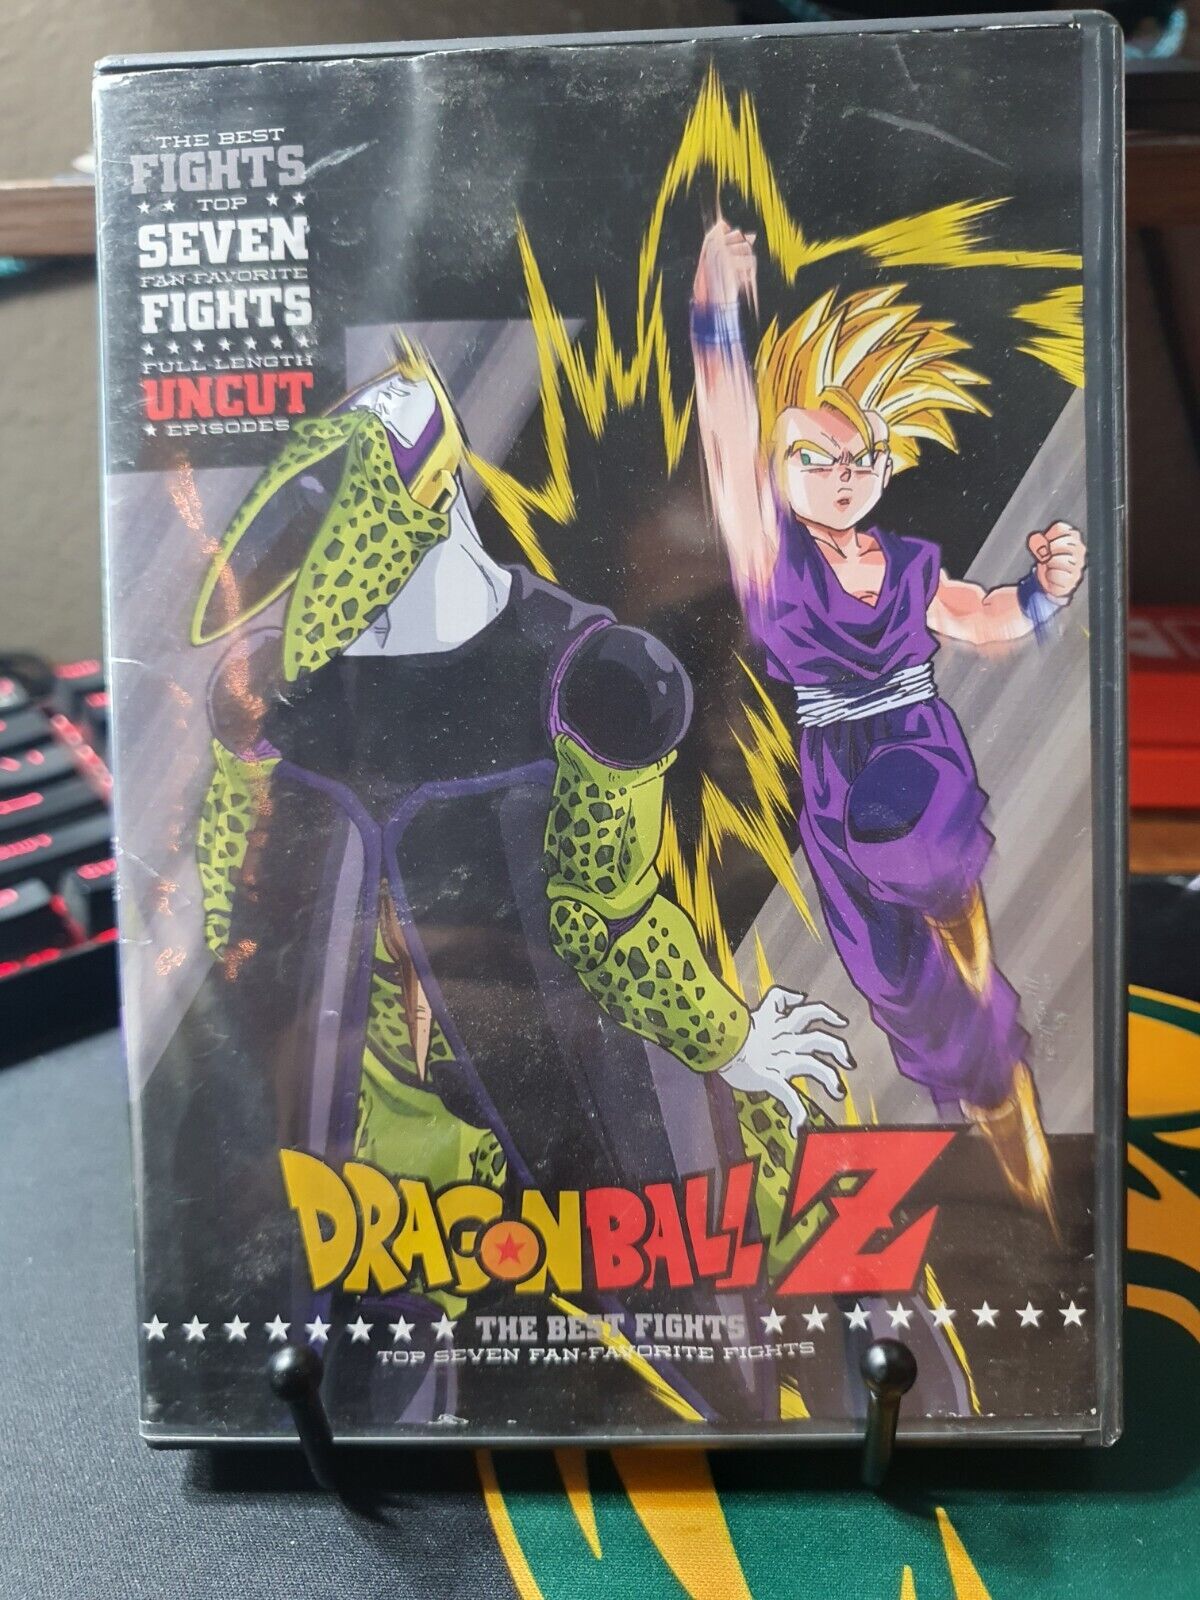 THE BEST
FIGHTS
TOP
SEVEN
FAN-FAVORITE
FIGHTS
FULL-LENGTH
UNCUT
EPISODES
DRAGON BALL Z
THE BEST FIGHTS
TOP SEVEN FAN-FAVORITE FIGHTS